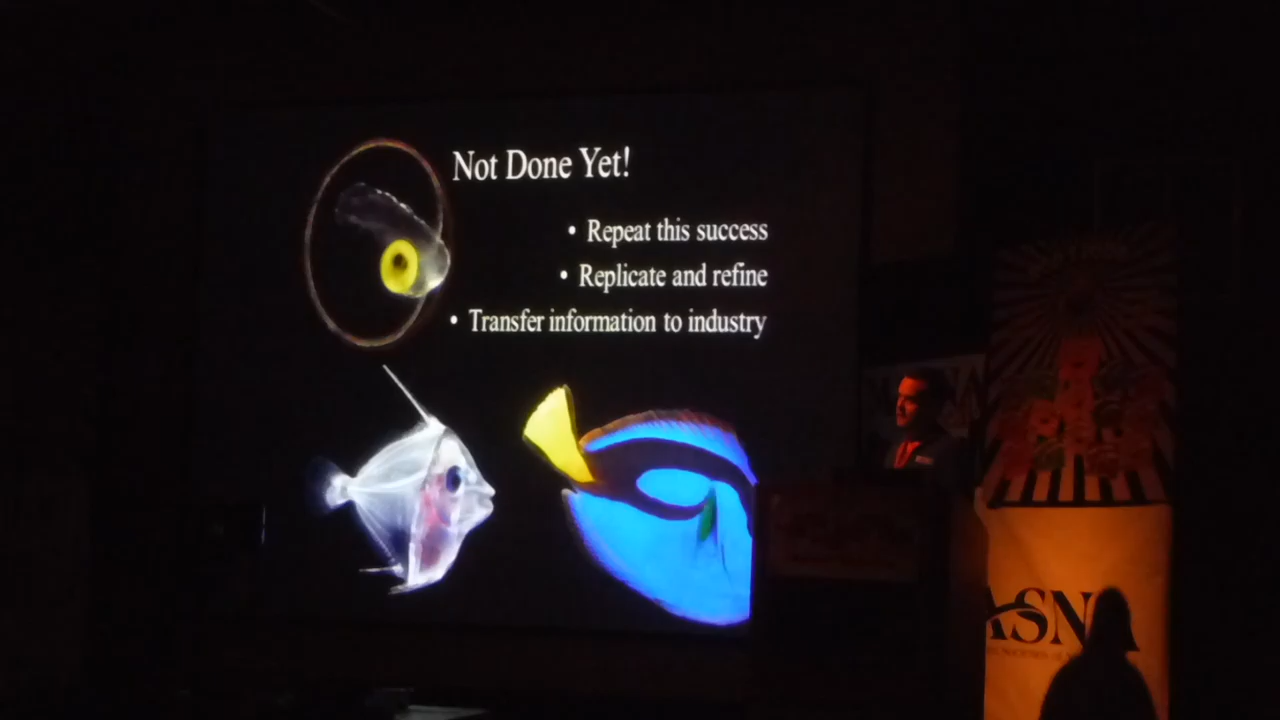 Not Done Yet!
• Repeat this success
• Replicate and refine
• Transfer information to industry
ASN